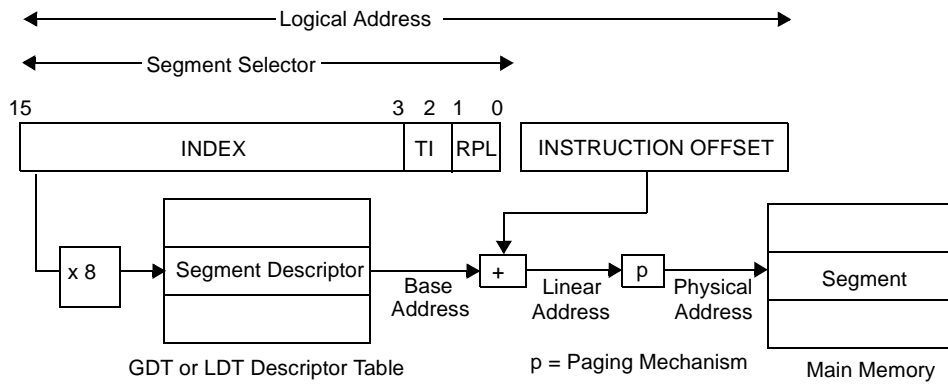 Logical Address
Segment Selector
15 3 2 1 0
INDEX TI RPL INSTRUCTION OFFSET
x 8 Segment Descriptor + p Segment
Base Address
Linear Address
Physical Address
GDT or LDT Descriptor Table
p = Paging Mechanism
Main Memory